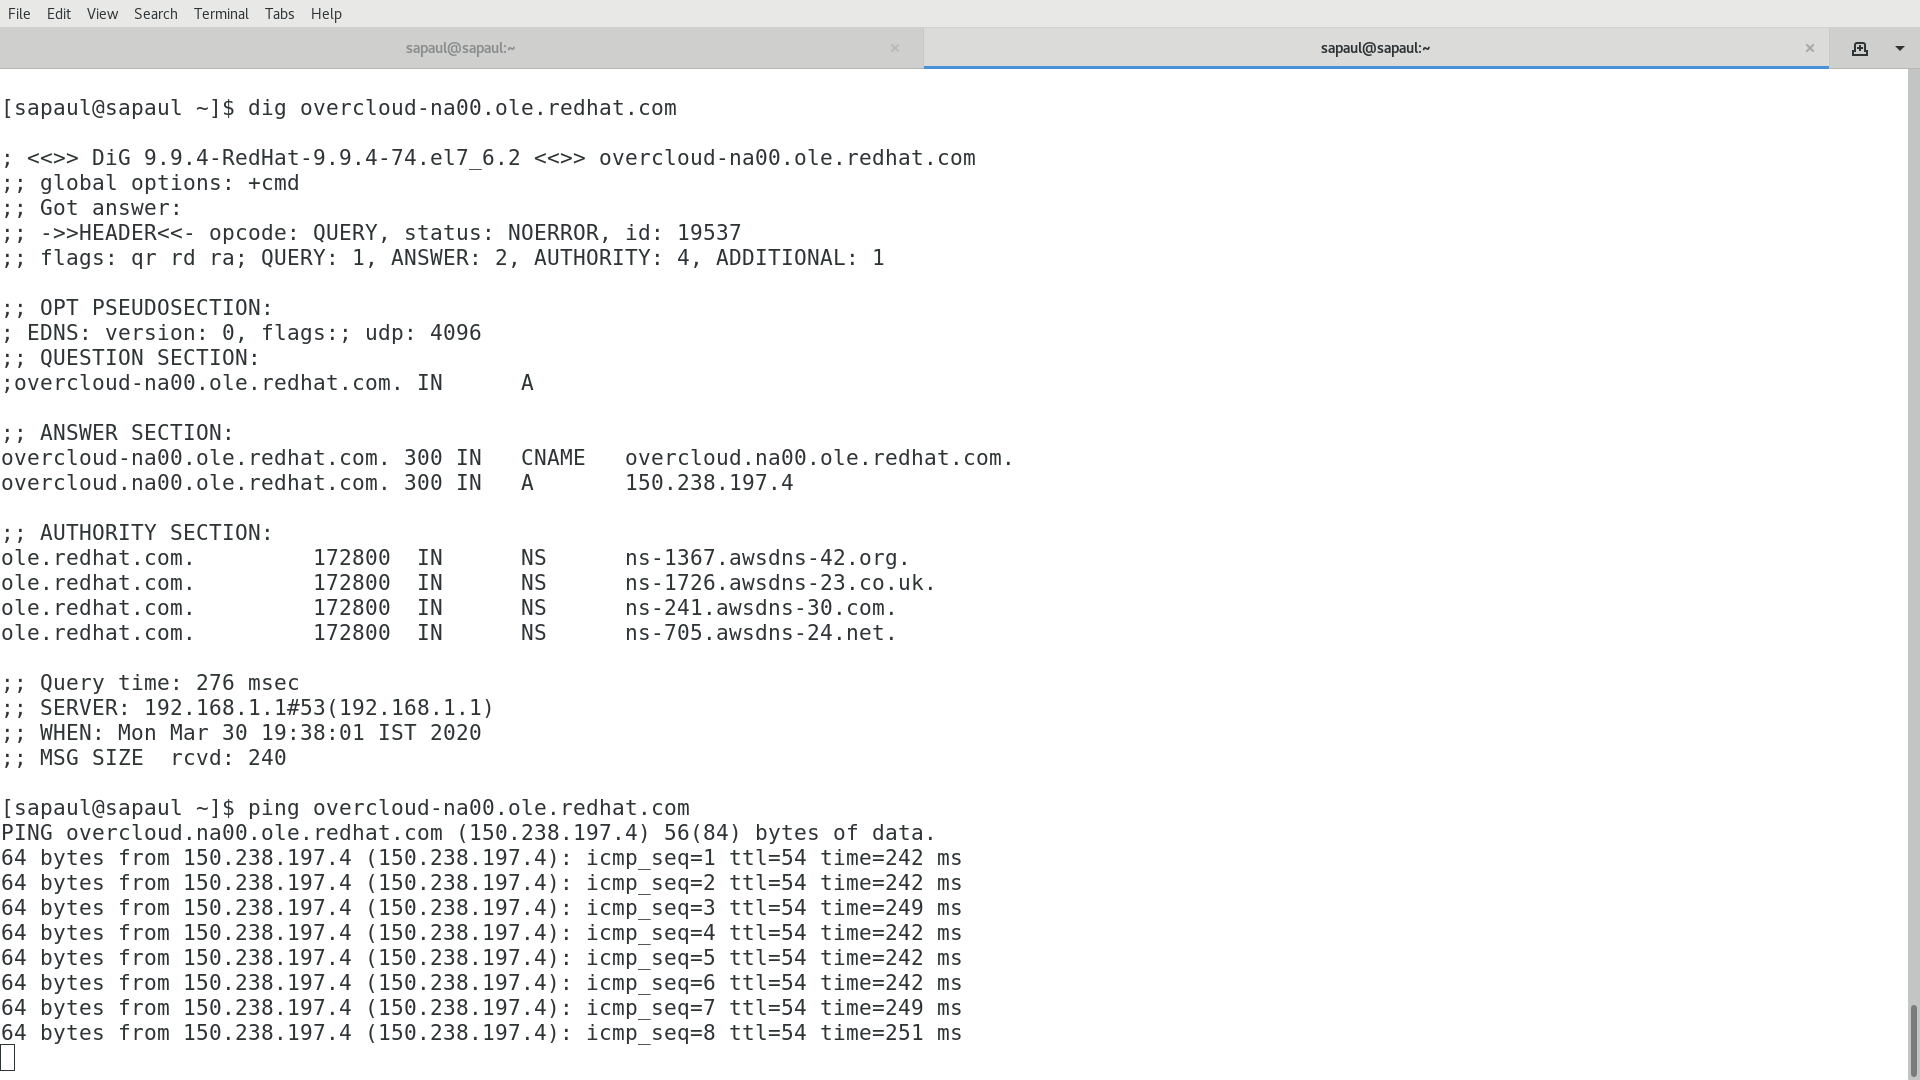 File Edit View Search Terminal Tabs Help
sapaul@sapaul:~ × sapaul@sapaul:~ ×
[sapaul@sapaul ~]$ dig overcloud-na00.ole.redhat.com
; <<>> DiG 9.9.4-RedHat-9.9.4-74.el7_6.2 <<>> overcloud-na00.ole.redhat.com
;; global options: +cmd
;; Got answer:
;; ->>HEADER<<- opcode: QUERY, status: NOERROR, id: 19537
;; flags: qr rd ra; QUERY: 1, ANSWER: 2, AUTHORITY: 4, ADDITIONAL: 1
;; OPT PSEUDOSECTION:
; EDNS: version: 0, flags:; udp: 4096
;; QUESTION SECTION:
;overcloud-na00.ole.redhat.com. IN A
;; ANSWER SECTION:
overcloud-na00.ole.redhat.com. 300 IN CNAME overcloud.na00.ole.redhat.com.
overcloud.na00.ole.redhat.com. 300 IN A 150.238.197.4
;; AUTHORITY SECTION:
ole.redhat.com. 172800 IN NS ns-1367.awsdns-42.org.
ole.redhat.com. 172800 IN NS ns-1726.awsdns-23.co.uk.
ole.redhat.com. 172800 IN NS ns-241.awsdns-30.com.
ole.redhat.com. 172800 IN NS ns-705.awsdns-24.net.
;; Query time: 276 msec
;; SERVER: 192.168.1.1#53(192.168.1.1)
;; WHEN: Mon Mar 30 19:38:01 IST 2020
;; MSG SIZE rcvd: 240
[sapaul@sapaul ~]$ ping overcloud-na00.ole.redhat.com
PING overcloud.na00.ole.redhat.com (150.238.197.4) 56(84) bytes of data.
64 bytes from 150.238.197.4 (150.238.197.4): icmp_seq=1 ttl=54 time=242 ms
64 bytes from 150.238.197.4 (150.238.197.4): icmp_seq=2 ttl=54 time=242 ms
64 bytes from 150.238.197.4 (150.238.197.4): icmp_seq=3 ttl=54 time=249 ms
64 bytes from 150.238.197.4 (150.238.197.4): icmp_seq=4 ttl=54 time=242 ms
64 bytes from 150.238.197.4 (150.238.197.4): icmp_seq=5 ttl=54 time=242 ms
64 bytes from 150.238.197.4 (150.238.197.4): icmp_seq=6 ttl=54 time=242 ms
64 bytes from 150.238.197.4 (150.238.197.4): icmp_seq=7 ttl=54 time=249 ms
64 bytes from 150.238.197.4 (150.238.197.4): icmp_seq=8 ttl=54 time=251 ms